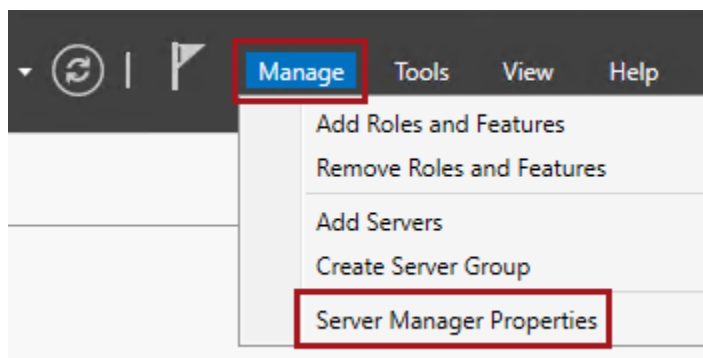 Manage Tools View Help
Add Roles and Features
Remove Roles and Features
Add Servers
Create Server Group
Server Manager Properties